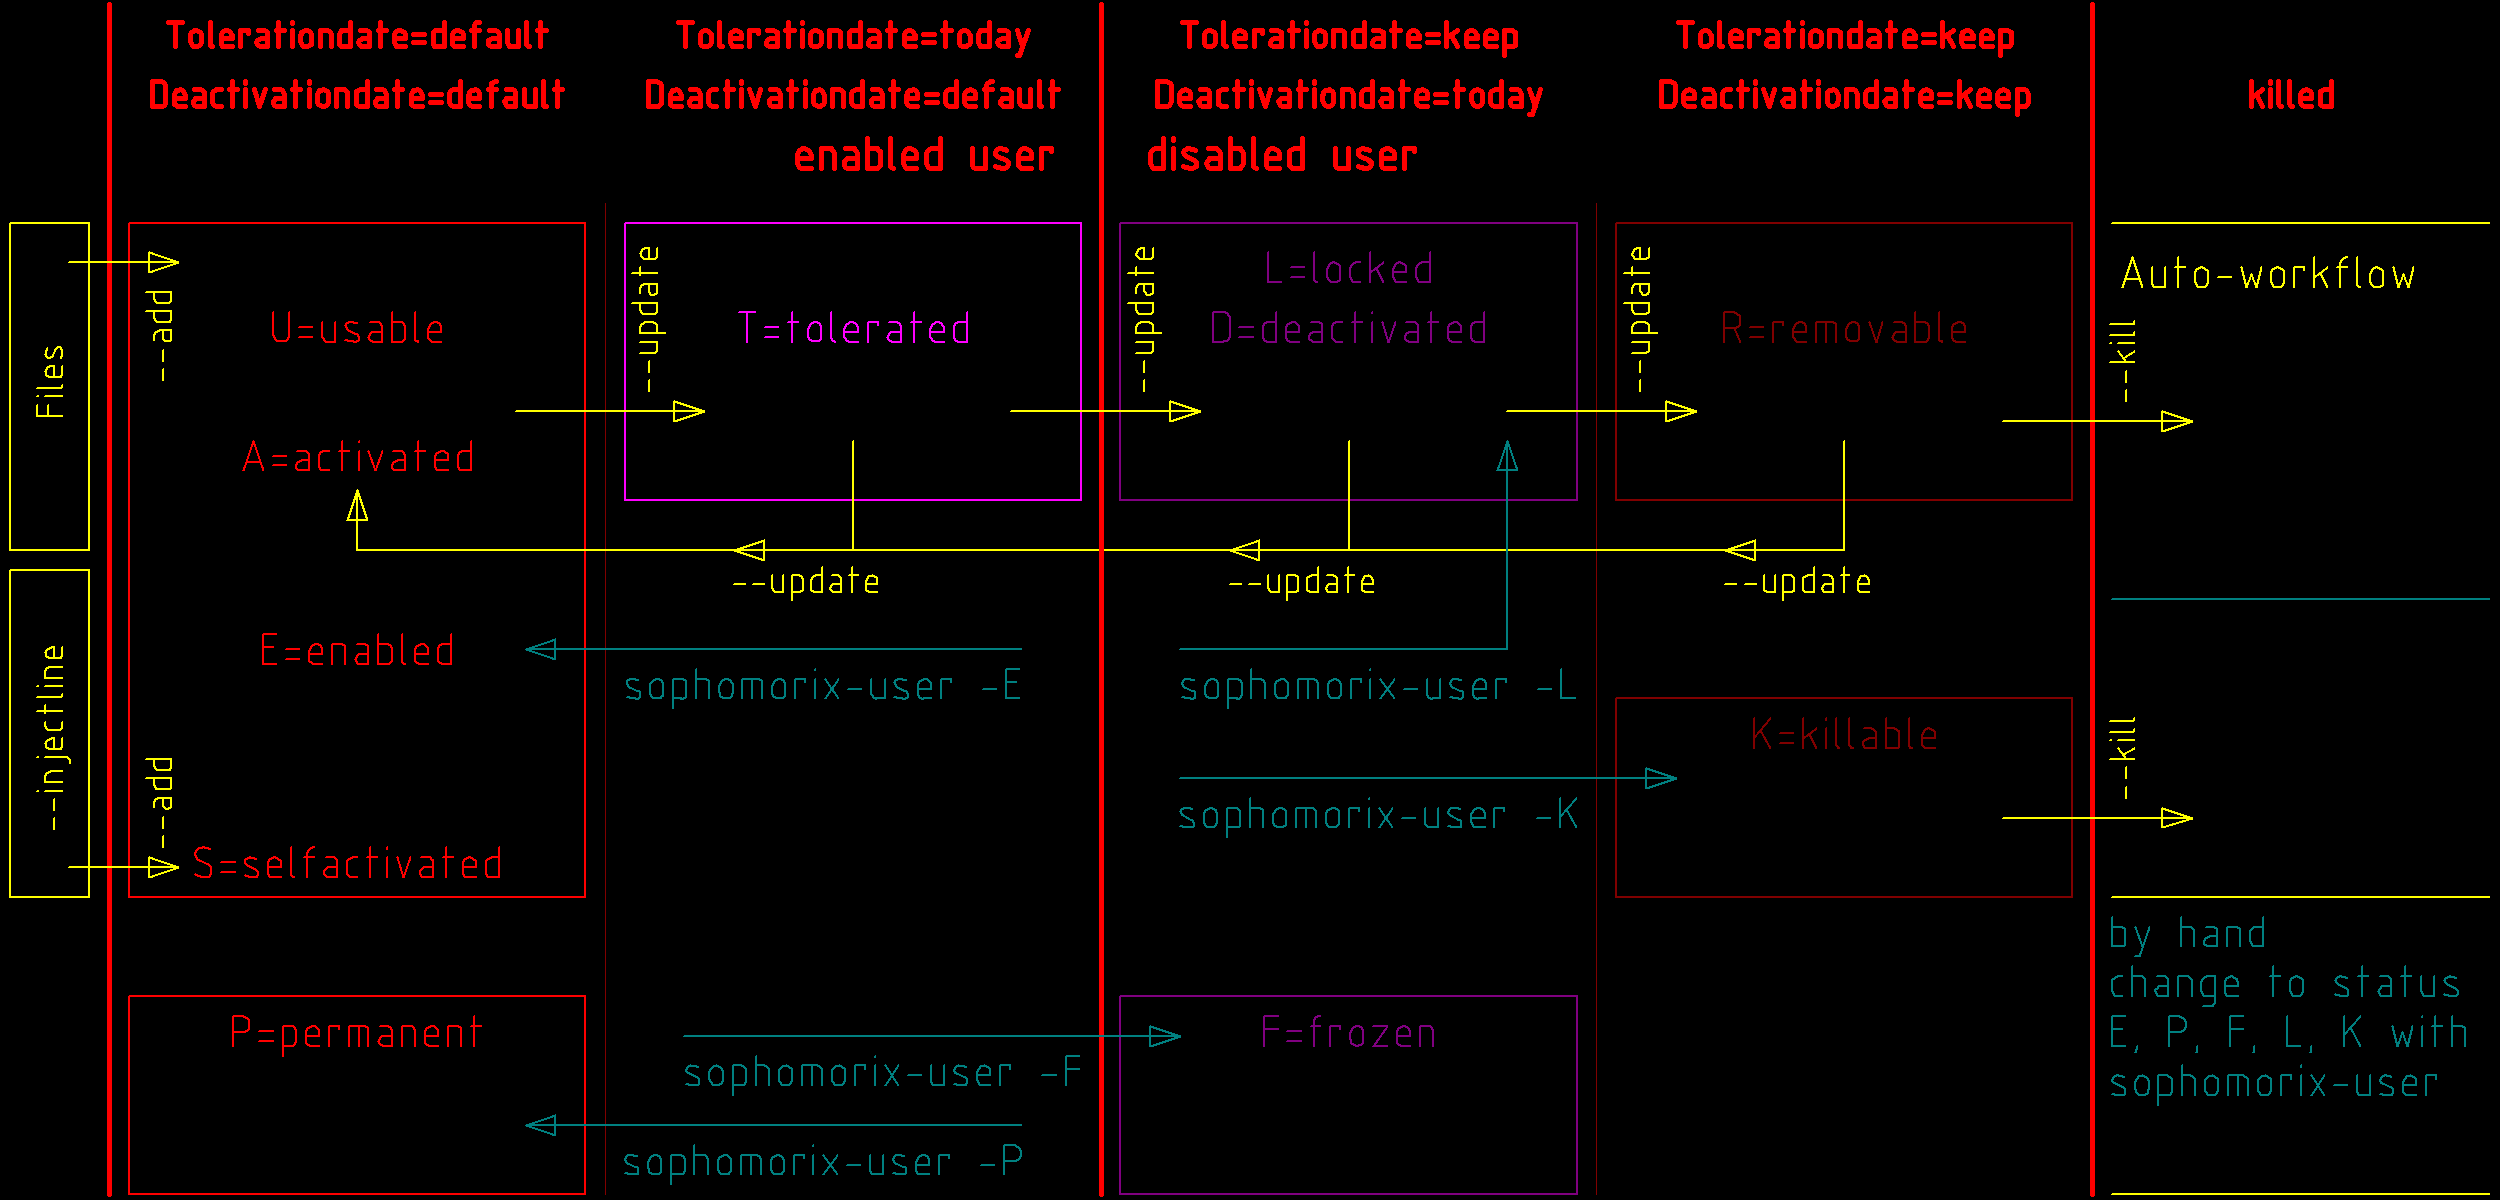 Tolerationdate=default
Deactivationdate=default
Tolerationdate=today
Deactivationdate=default
enabled user
Tolerationdate=keep
Deactivationdate=today
disabled user
Tolerationdate=keep
Deactivationdate=keep
killed
Files
--injectline
--add
U=usable
A=activated
E=enabled
--add
S=selfactivated
P=permanent
--update
T=tolerated
--update
sophomorix-user -E
sophomorix-user -F
sophomorix-user -P
--update
L=locked
D=deactivated
--update
sophomorix-user -L
sophomorix-user -K
F=frozen
--update
R=removable
--update
K=killable
Auto-workflow
--kill
--kill
by hand
change to status
E, P, F, L, K with
sophomorix-user